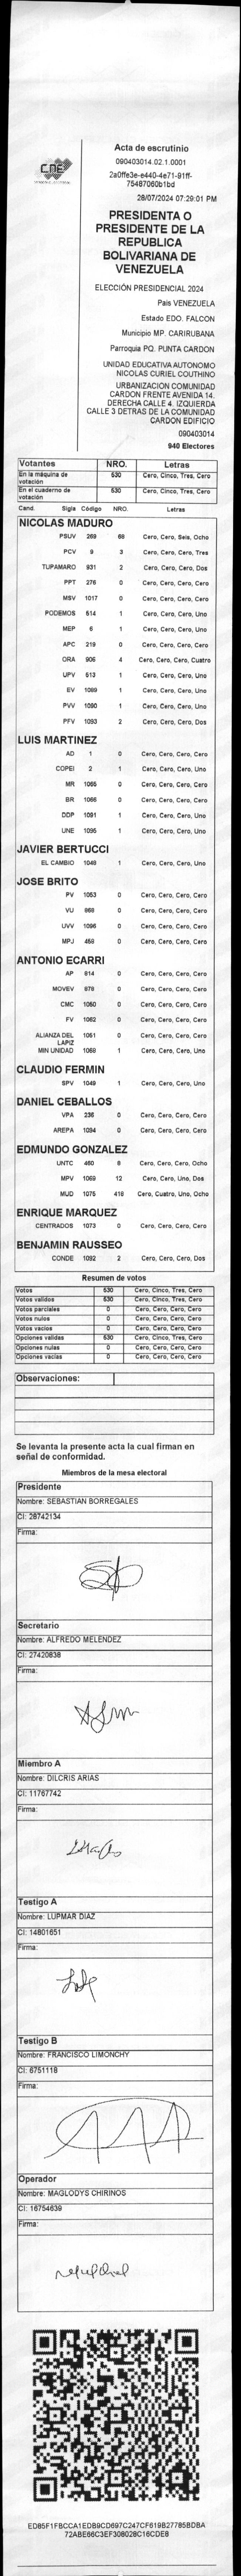 Acta de escrutinio
CNE
090403014.02.1.0001
2a0ffe3e-e440-4e71-91ff-
75487060b1bd
28/07/2024 07:29:01 PM
PRESIDENTA O
PRESIDENTE DE LA
REPUBLICA
BOLIVARIANA DE
VENEZUELA
ELECCIÓN PRESIDENCIAL 2024
Pais VENEZUELA
Estado EDO. FALCON
Municipio MP. CARIRUBANA
Parroquia PQ. PUNTA CARDON
UNIDAD EDUCATIVA AUTONOMO
NICOLAS CURIEL COUTHINO
URBANIZACION COMUNIDAD
CARDON FRENTE AVENIDA 14.
DERECHA CALLE 4. IZQUIERDA
CALLE 3 DETRAS DE LA COMUNIDAD
CARDON EDIFICIO
090403014
940 Electores
Votantes NRO. Letras
En la máquina de votación 530 Cero, Cinco, Tres, Cero
En el cuaderno de votación 530 Cero, Cinco, Tres, Cero
Cand. Sigla Código NRO. Letras
NICOLAS MADURO
PSUV 269 68 Cero, Cero, Seis, Ocho
PCV 9 3 Cero, Cero, Cero, Tres
TUPAMARO 931 2 Cero, Cero, Cero, Dos
PPT 276 0 Cero, Cero, Cero, Cero
MSV 1017 0 Cero, Cero, Cero, Cero
PODEMOS 514 1 Cero, Cero, Cero, Uno
MEP 6 1 Cero, Cero, Cero, Uno
APC 219 0 Cero, Cero, Cero, Cero
ORA 905 4 Cero, Cero, Cero, Cuatro
UPV 513 1 Cero, Cero, Cero, Uno
EV 1089 1 Cero, Cero, Cero, Uno
PVV 1090 1 Cero, Cero, Cero, Uno
PFV 1093 2 Cero, Cero, Cero, Dos
LUIS MARTINEZ
AD 1 0 Cero, Cero, Cero, Cero
COPEI 2 1 Cero, Cero, Cero, Uno
MR 1065 0 Cero, Cero, Cero, Cero
BR 1066 0 Cero, Cero, Cero, Cero
DDP 1091 1 Cero, Cero, Cero, Uno
UNE 1095 1 Cero, Cero, Cero, Uno
JAVIER BERTUCCI
EL CAMBIO 1048 1 Cero, Cero, Cero, Uno
JOSE BRITO
PV 1053 0 Cero, Cero, Cero, Cero
VU 868 0 Cero, Cero, Cero, Cero
UVV 1096 0 Cero, Cero, Cero, Cero
MPJ 459 0 Cero, Cero, Cero, Cero
ANTONIO ECARRI
AP 814 0 Cero, Cero, Cero, Cero
MOVEV 878 0 Cero, Cero, Cero, Cero
CMC 1050 0 Cero, Cero, Cero, Cero
FV 1062 0 Cero, Cero, Cero, Cero
ALIANZA DEL LAPIZ 1051 0 Cero, Cero, Cero, Cero
MIN UNIDAD 1068 1 Cero, Cero, Cero, Uno
CLAUDIO FERMIN
SPV 1049 1 Cero, Cero, Cero, Uno
DANIEL CEBALLOS
VPA 236 0 Cero, Cero, Cero, Cero
AREPA 1094 0 Cero, Cero, Cero, Cero
EDMUNDO GONZALEZ
UNTC 460 8 Cero, Cero, Cero, Ocho
MPV 1069 12 Cero, Cero, Uno, Dos
MUD 1075 418 Cero, Cuatro, Uno, Ocho
ENRIQUE MARQUEZ
CENTRADOS 1073 0 Cero, Cero, Cero, Cero
BENJAMIN RAUSSEO
CONDE 1092 2 Cero, Cero, Cero, Dos
Resumen de votos
Votos 530 Cero, Cinco, Tres, Cero
Votos validos 530 Cero, Cinco, Tres, Cero
Votos parciales 0 Cero, Cero, Cero, Cero
Votos nulos 0 Cero, Cero, Cero, Cero
Votos vacios 0 Cero, Cero, Cero, Cero
Opciones validas 530 Cero, Cinco, Tres, Cero
Opciones nulas 0 Cero, Cero, Cero, Cero
Opciones vacias 0 Cero, Cero, Cero, Cero
Observaciones:
Se levanta la presente acta la cual firman en
señal de conformidad.
Miembros de la mesa electoral
Presidente
Nombre: SEBASTIAN BORREGALES
CI: 28742134
Firma:
Secretario
Nombre: ALFREDO MELENDEZ
CI: 27420838
Firma:
Miembro A
Nombre: DILCRIS ARIAS
CI: 11767742
Firma:
Testigo A
Nombre: LUPMAR DIAZ
CI: 14801651
Firma:
Testigo B
Nombre: FRANCISCO LIMONCHY
CI: 6751118
Firma:
Operador
Nombre: MAGLODYS CHIRINOS
CI: 16754639
Firma:
ED85F1FBCCA1EDB9CD697C247CF619B27785BDBA
72ABE66C3EF308028C16CDE8